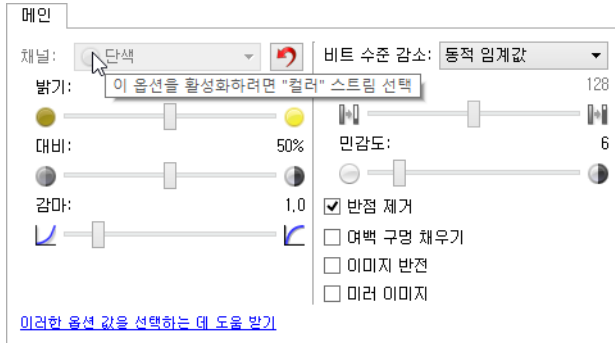 메인
채널: 단색
비트 수준 감소: 동적 임계값
이 옵션을 활성화하려면 "컬러" 스트림 선택
밝기:
128
대비: 50%
민감도: 6
감마: 1,0
반점 제거
여백 구멍 채우기
이미지 반전
미러 이미지
이러한 옵션 값을 선택하는 데 도움 받기